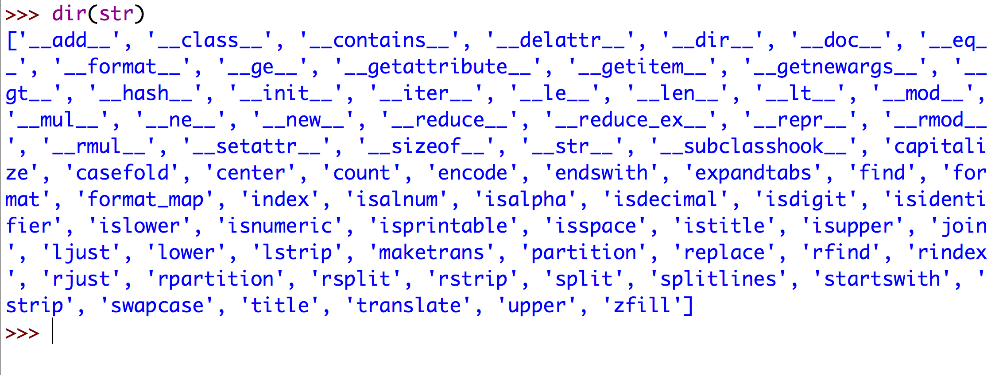 >>> dir(str)
['__add__', '__class__', '__contains__', '__delattr__', '__dir__', '__doc__', '__eq_
_', '__format__', '__ge__', '__getattribute__', '__getitem__', '__getnewargs__', '__
gt__', '__hash__', '__init__', '__iter__', '__le__', '__len__', '__lt__', '__mod__',
'__mul__', '__ne__', '__new__', '__reduce__', '__reduce_ex__', '__repr__', '__rmod__
', '__rmul__', '__setattr__', '__sizeof__', '__str__', '__subclasshook__', 'capitali
ze', 'casefold', 'center', 'count', 'encode', 'endswith', 'expandtabs', 'find', 'for
mat', 'format_map', 'index', 'isalnum', 'isalpha', 'isdecimal', 'isdigit', 'isidenti
fier', 'islower', 'isnumeric', 'isprintable', 'isspace', 'istitle', 'isupper', 'join
', 'ljust', 'lower', 'lstrip', 'maketrans', 'partition', 'replace', 'rfind', 'rindex
', 'rjust', 'rpartition', 'rsplit', 'rstrip', 'split', 'splitlines', 'startswith', '
strip', 'swapcase', 'title', 'translate', 'upper', 'zfill']
>>>